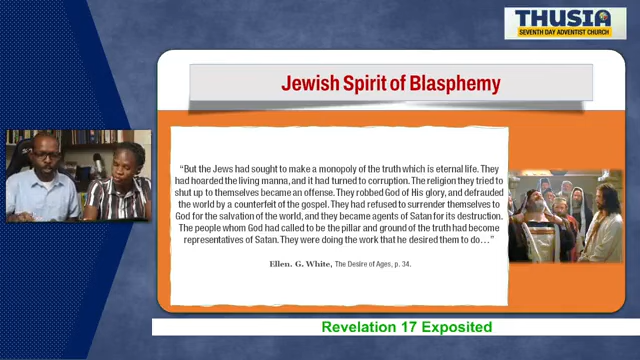 THUSIA
SEVENTH DAY ADVENTIST CHURCH
Jewish Spirit of Blasphemy
“But the Jews had sought to make a monopoly of the truth which is eternal life. They
had hoarded the living manna, and it had turned to corruption. The religion they tried to
shut up to themselves became an offense. They robbed God of His glory, and defrauded
the world by a counterfeit of the gospel. They had refused to surrender themselves to
God for the salvation of the world, and they became agents of Satan for its destruction.
The people whom God had called to be the pillar and ground of the truth had become
representatives of Satan. They were doing the work that he desired them to do…”
Ellen. G. White, The Desire of Ages, p. 34.
Revelation 17 Exposited